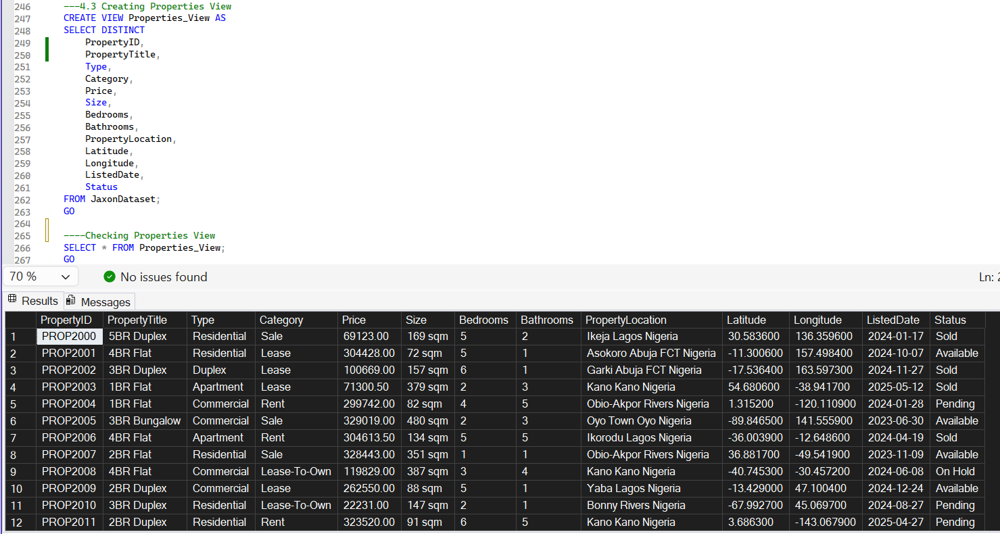 246 ---4.3 Creating Properties View
247 CREATE VIEW Properties_View AS
248 SELECT DISTINCT
249 PropertyID,
250 PropertyTitle,
251 Type,
252 Category,
253 Price,
254 Size,
255 Bedrooms,
256 Bathrooms,
257 PropertyLocation,
258 Latitude,
259 Longitude,
260 ListedDate,
261 Status
262 FROM JaxonDataset;
263 GO
264
265 ----Checking Properties View
266 SELECT * FROM Properties_View;
267 GO
70 % No issues found Ln: 2
Results Messages
PropertyID PropertyTitle Type Category Price Size Bedrooms Bathrooms PropertyLocation Latitude Longitude ListedDate Status
1 PROP2000 5BR Duplex Residential Sale 69123.00 169 sqm 5 2 Ikeja Lagos Nigeria 30.583600 136.359600 2024-01-17 Sold
2 PROP2001 4BR Flat Residential Lease 304428.00 72 sqm 5 1 Asokoro Abuja FCT Nigeria -11.300600 157.498400 2024-10-07 Available
3 PROP2002 3BR Duplex Duplex Lease 100669.00 157 sqm 6 1 Garki Abuja FCT Nigeria -17.536400 163.597300 2024-11-27 Sold
4 PROP2003 1BR Flat Apartment Lease 71300.50 379 sqm 2 3 Kano Kano Nigeria 54.680600 -38.941700 2025-05-12 Sold
5 PROP2004 1BR Flat Commercial Rent 299742.00 82 sqm 4 5 Obio-Akpor Rivers Nigeria 1.315200 -120.110900 2024-01-28 Pending
6 PROP2005 3BR Bungalow Commercial Sale 329019.00 480 sqm 2 3 Oyo Town Oyo Nigeria -89.846500 141.555900 2023-06-30 Available
7 PROP2006 4BR Flat Apartment Rent 304613.50 134 sqm 5 5 Ikorodu Lagos Nigeria -36.003900 -12.648600 2024-04-19 Sold
8 PROP2007 2BR Flat Residential Sale 328443.00 351 sqm 1 1 Obio-Akpor Rivers Nigeria 36.881700 -49.541900 2023-11-09 Available
9 PROP2008 4BR Flat Commercial Lease-To-Own 119829.00 387 sqm 3 4 Kano Kano Nigeria -40.745300 -30.457200 2024-06-08 On Hold
10 PROP2009 2BR Duplex Commercial Lease 262550.00 88 sqm 5 1 Yaba Lagos Nigeria -13.429000 47.100400 2024-12-24 Available
11 PROP2010 3BR Duplex Residential Lease-To-Own 22231.00 147 sqm 2 1 Bonny Rivers Nigeria -67.992700 45.069700 2024-08-27 Pending
12 PROP2011 2BR Duplex Residential Rent 323520.00 91 sqm 6 5 Kano Kano Nigeria 3.686300 -143.067900 2025-04-27 Pending